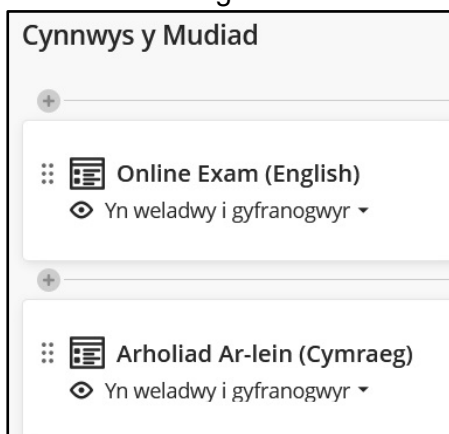 Cynnwys y Mudiad
Online Exam (English)
Yn weladwy i gyfranogwyr
Arholiad Ar-lein (Cymraeg)
Yn weladwy i gyfranogwyr